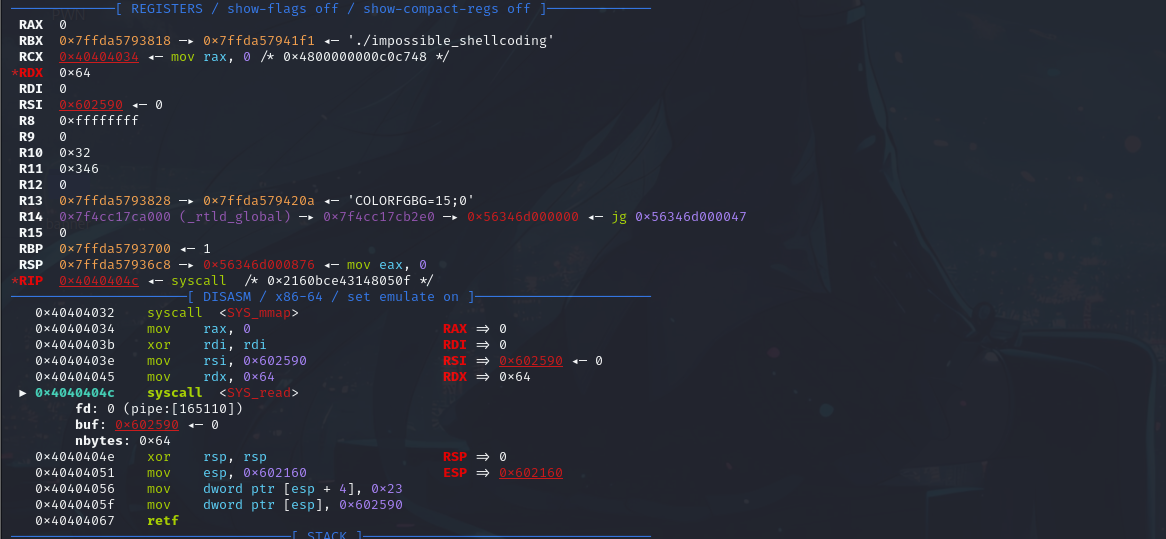 [ REGISTERS / show-flags off / show-compact-regs off ]
RAX  0
RBX  0x7ffda5793818 —▸ 0x7ffda57941f1 ◂— './impossible_shellcoding'
RCX  0x40404034 ◂— mov rax, 0 /* 0x4800000000c0c748 */
*RDX  0x64
RDI  0
RSI  0x602590 ◂— 0
R8   0xffffffff
R9   0
R10  0x32
R11  0x346
R12  0
R13  0x7ffda5793828 —▸ 0x7ffda579420a ◂— 'COLORFGBG=15;0'
R14  0x7f4cc17ca000 (_rtld_global) —▸ 0x7f4cc17cb2e0 —▸ 0x56346d000000 ◂— jg 0x56346d000047
R15  0
RBP  0x7ffda5793700 ◂— 1
RSP  0x7ffda57936c8 —▸ 0x56346d000876 ◂— mov eax, 0
*RIP  0x4040404c ◂— syscall  /* 0x2160bce43148050f */
[ DISASM / x86-64 / set emulate on ]
0x40404032    syscall  <SYS_mmap>
0x40404034    mov    rax, 0    RAX => 0
0x4040403b    xor    rdi, rdi    RDI => 0
0x4040403e    mov    rsi, 0x602590    RSI => 0x602590 ◂— 0
0x40404045    mov    rdx, 0x64    RDX => 0x64
► 0x4040404c    syscall  <SYS_read>
fd: 0 (pipe:[165110])
buf: 0x602590 ◂— 0
nbytes: 0x64
0x4040404e    xor    rsp, rsp    RSP => 0
0x40404051    mov    esp, 0x602160    ESP => 0x602160
0x40404056    mov    dword ptr [esp + 4], 0x23
0x4040405f    mov    dword ptr [esp], 0x602590
0x40404067    retf
[ STACK ]